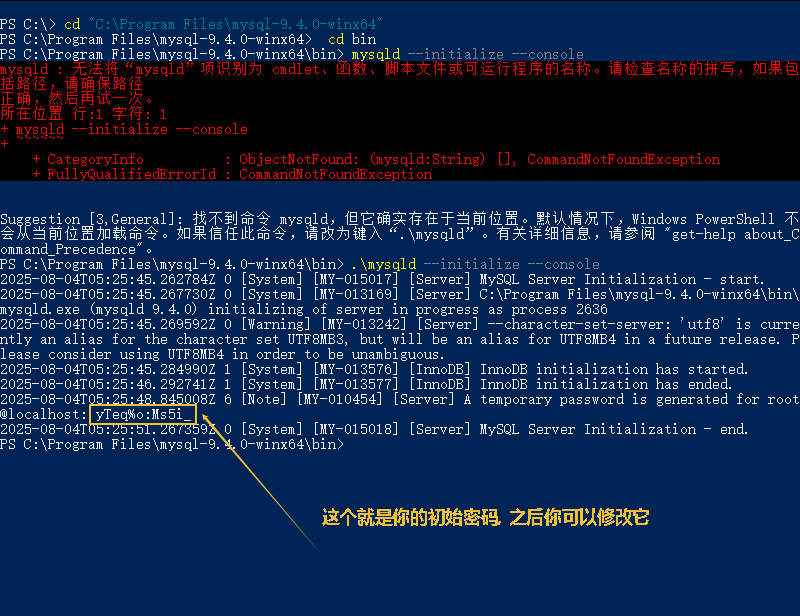 PS C:\> cd "C:\Program Files\mysql-9.4.0-winx64"
PS C:\Program Files\mysql-9.4.0-winx64>  cd bin
PS C:\Program Files\mysql-9.4.0-winx64\bin> mysqld --initialize --console
mysqld : 无法将“mysqld”项识别为 cmdlet、函数、脚本文件或可运行程序的名称。请检查名称的拼写，如果包
括路径，请确保路径
正确，然后再试一次。
所在位置 行:1 字符: 1
+ mysqld --initialize --console
+ ~~~~~~
    + CategoryInfo          : ObjectNotFound: (mysqld:String) [], CommandNotFoundException
    + FullyQualifiedErrorId : CommandNotFoundException
Suggestion [3,General]: 找不到命令 mysqld，但它确实存在于当前位置。默认情况下，Windows PowerShell 不
会从当前位置加载命令。如果信任此命令，请改为键入“.\mysqld”。有关详细信息，请参阅 "get-help about_C
ommand_Precedence"。
PS C:\Program Files\mysql-9.4.0-winx64\bin> .\mysqld --initialize --console
2025-08-04T05:25:45.262784Z 0 [System] [MY-015017] [Server] MySQL Server Initialization - start.
2025-08-04T05:25:45.267730Z 0 [System] [MY-013169] [Server] C:\Program Files\mysql-9.4.0-winx64\bin\
mysqld.exe (mysqld 9.4.0) initializing of server in progress as process 2636
2025-08-04T05:25:45.269592Z 0 [Warning] [MY-013242] [Server] --character-set-server: 'utf8' is curre
ntly an alias for the character set UTF8MB3, but will be an alias for UTF8MB4 in a future release. P
lease consider using UTF8MB4 in order to be unambiguous.
2025-08-04T05:25:45.284990Z 1 [System] [MY-013576] [InnoDB] InnoDB initialization has started.
2025-08-04T05:25:46.292741Z 1 [System] [MY-013577] [InnoDB] InnoDB initialization has ended.
2025-08-04T05:25:48.845008Z 6 [Note] [MY-010454] [Server] A temporary password is generated for root
@localhost: yTeq%o:Ms5i_
2025-08-04T05:25:51.267359Z 0 [System] [MY-015018] [Server] MySQL Server Initialization - end.
PS C:\Program Files\mysql-9.4.0-winx64\bin>
这个就是你的初始密码, 之后你可以修改它